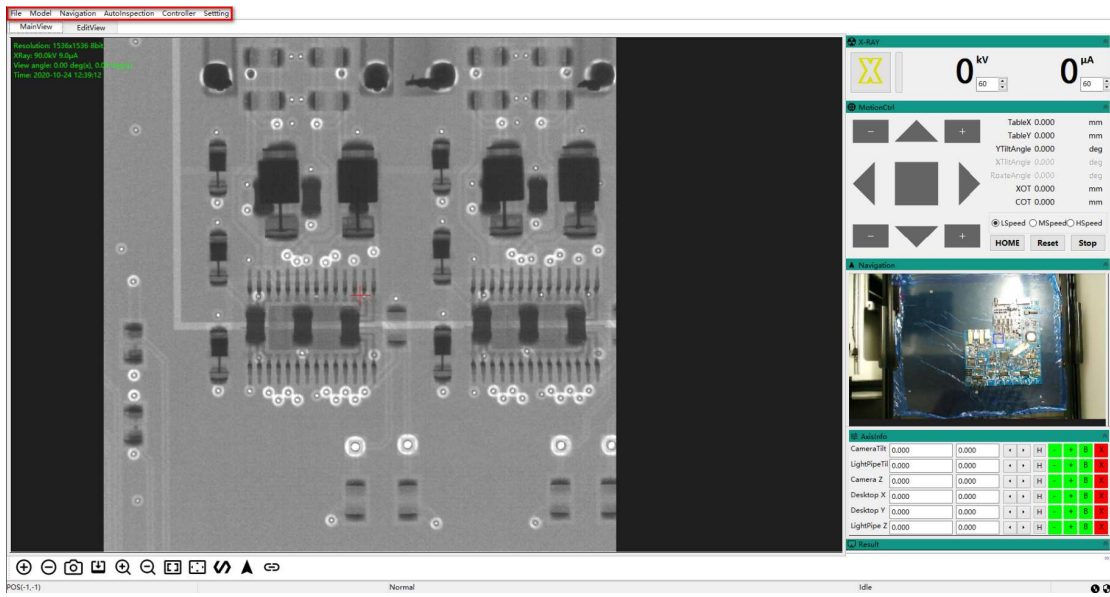 File Model Navigation AutoInspection Controller Settting
MainView EditView
Resolution: 1536x1536 8bit
XRay: 90.0kV 9.0μA
View angle: 0.00 deg(x),
Time: 2020-10-24 12:39:12
X-RAY
0 kV 60 0 μA 60
MotionCtrl
- + TableX 0.000 mm
TableY 0.000 mm
YTiltAngle 0.000 deg
XTiltAngle 0.000 deg
RoateAngle 0.000 deg
XOT 0.000 mm
COT 0.000 mm
LSpeed MSpeed HSpeed
- + HOME Reset Stop
Navigation
AxisInfo
CameraTilt 0.000 0.000 H - + B X
LightPipeTil 0.000 0.000 H - + B X
Camera Z 0.000 0.000 H - + B X
Desktop X 0.000 0.000 H - + B X
Desktop Y 0.000 0.000 H - + B X
LightPipe Z 0.000 0.000 H - + B X
Result
POS(-1,-1) Normal Idle